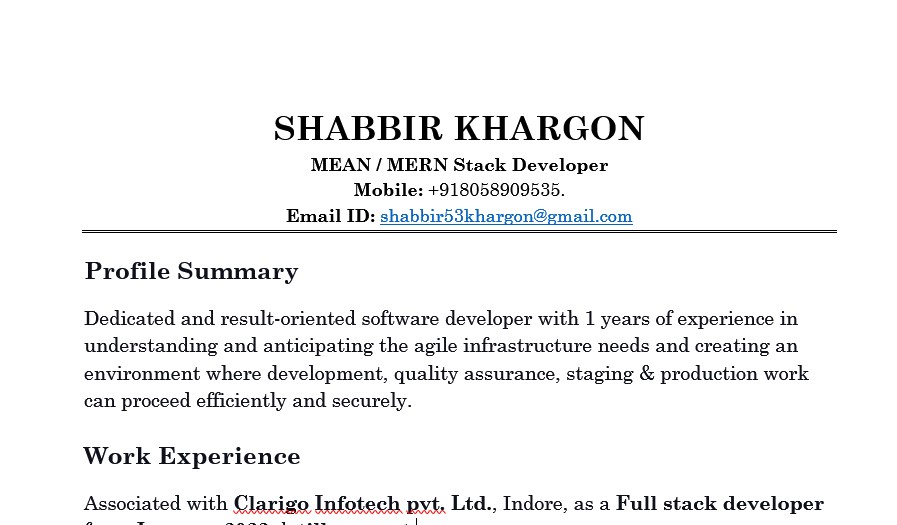 SHABBIR KHARGON
MEAN / MERN Stack Developer
Mobile: +918058909535.
Email ID: shabbir53khargon@gmail.com
Profile Summary
Dedicated and result-oriented software developer with 1 years of experience in
understanding and anticipating the agile infrastructure needs and creating an
environment where development, quality assurance, staging & production work
can proceed efficiently and securely.
Work Experience
Associated with Clarigo Infotech pvt. Ltd., Indore, as a Full stack developer